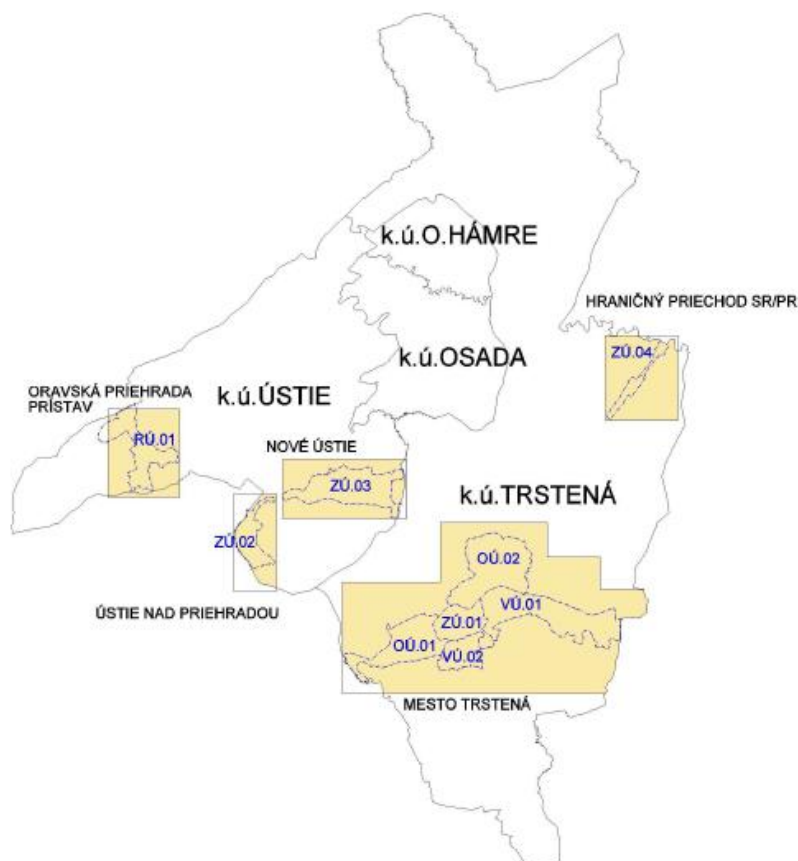 k.ú.O.HÁMRE
HRANIČNÝ PRIECHOD SR/PR
ZÚ.04
k.ú.OSADA
ORAVSKÁ PRIEHRADA
PRÍSTAV
k.ú.ÚSTIE
RÚ.01
NOVÉ ÚSTIE
ZÚ.03
k.ú.TRSTENÁ
ZÚ.02
OÚ.02
ÚSTIE NAD PRIEHRADOU
VÚ.01
ZÚ.01
OÚ.01
VÚ.02
MESTO TRSTENÁ